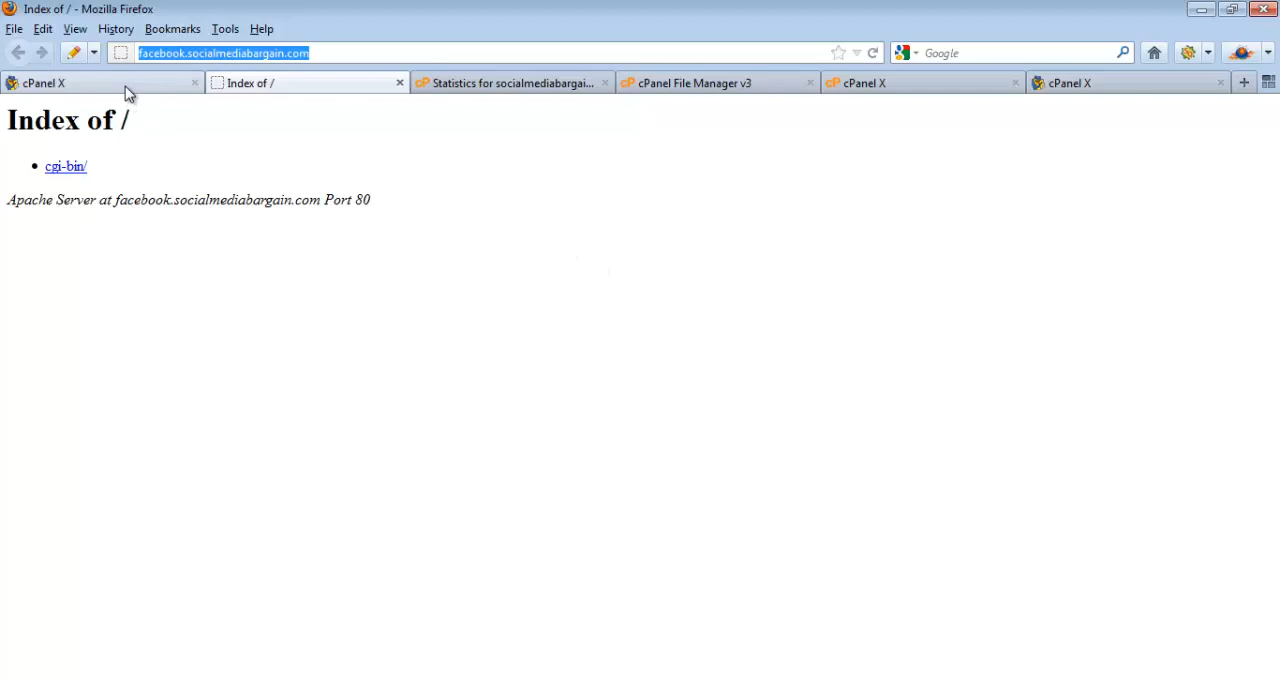 Index of / - Mozilla Firefox
File Edit View History Bookmarks Tools Help
facebook.socialmediabargain.com Google
cPanel X Index of / Statistics for socialmediabargai... cPanel File Manager v3 cPanel X cPanel X
Index of /
• cgi-bin/
Apache Server at facebook.socialmediabargain.com Port 80